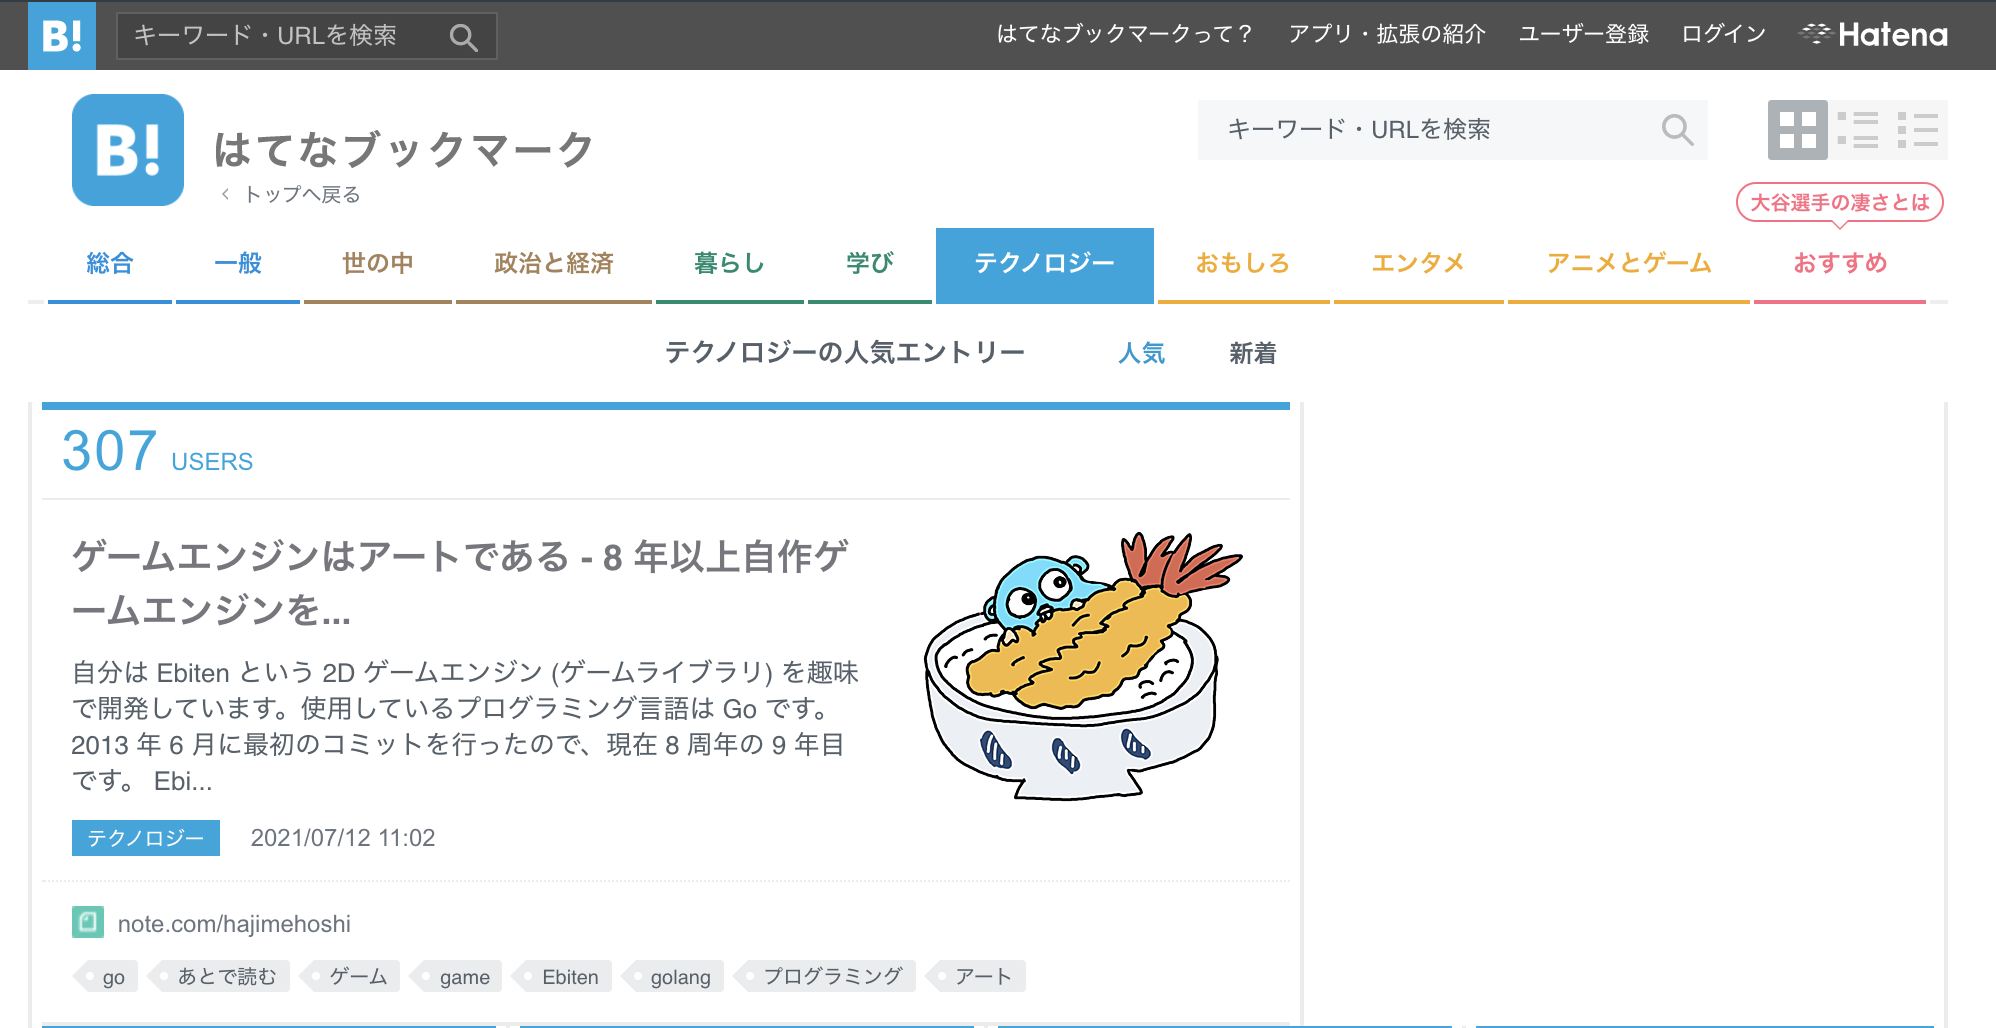 B!
キーワード・URLを検索
はてなブックマークって？
アプリ・拡張の紹介
ユーザー登録
ログイン
Hatena
B!
はてなブックマーク
トップへ戻る
キーワード・URLを検索
大谷選手の凄さとは
総合
一般
世の中
政治と経済
暮らし
学び
テクノロジー
おもしろ
エンタメ
アニメとゲーム
おすすめ
テクノロジーの人気エントリー
人気
新着
307 USERS
ゲームエンジンはアートである - 8 年以上自作ゲ
ームエンジンを...
自分は Ebiten という 2D ゲームエンジン (ゲームライブラリ) を趣味
で開発しています。使用しているプログラミング言語は Go です。
2013 年 6 月に最初のコミットを行ったので、現在 8 周年の 9 年目
です。 Ebi...
テクノロジー
2021/07/12 11:02
note.com/hajimehoshi
go
あとで読む
ゲーム
game
Ebiten
golang
プログラミング
アート